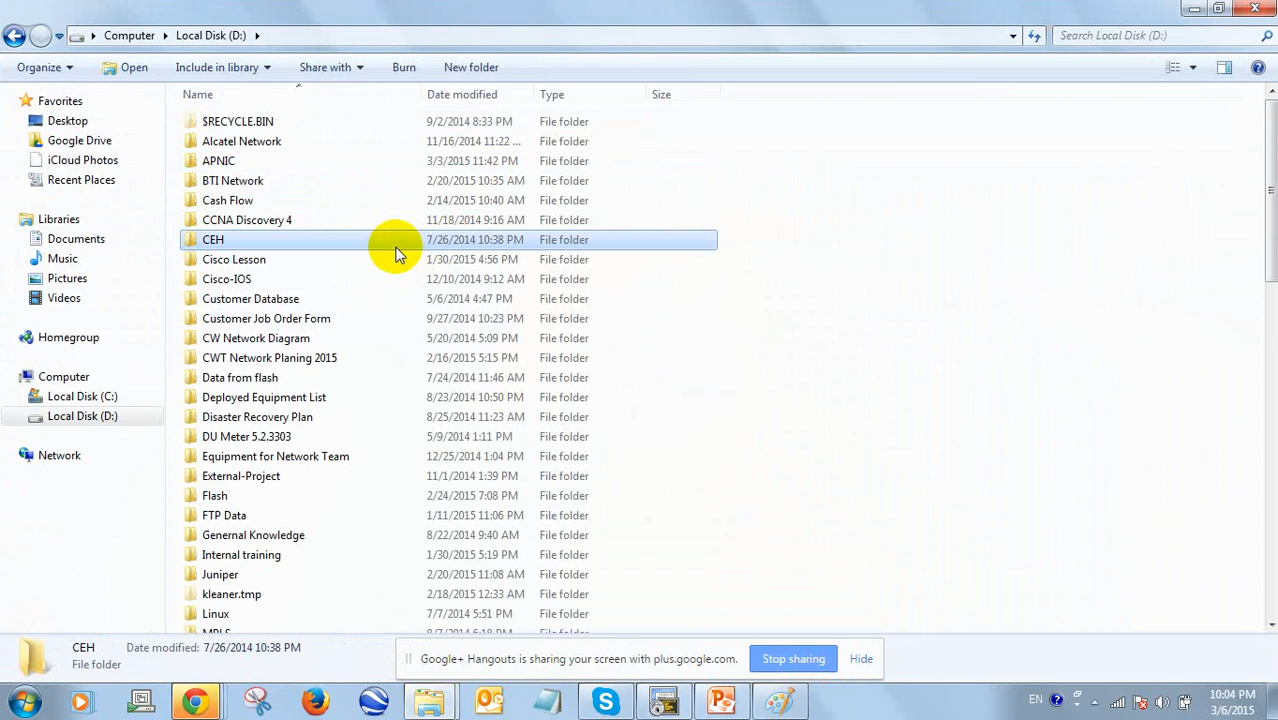 Computer Local Disk (D:) Search Local Disk (D:)
Organize Open Include in library Share with Burn New folder
Name Date modified Type Size
Favorites
Desktop
Google Drive
iCloud Photos
Recent Places
Libraries
Documents
Music
Pictures
Videos
Homegroup
Computer
Local Disk (C:)
Local Disk (D:)
Network
$RECYCLE.BIN 9/2/2014 8:33 PM File folder
Alcatel Network 11/16/2014 11:22 ... File folder
APNIC 3/3/2015 11:42 PM File folder
BTI Network 2/20/2015 10:35 AM File folder
Cash Flow 2/14/2015 10:40 AM File folder
CCNA Discovery 4 11/18/2014 9:16 AM File folder
CEH 7/26/2014 10:38 PM File folder
Cisco Lesson 1/30/2015 4:56 PM File folder
Cisco-IOS 12/10/2014 9:12 AM File folder
Customer Database 5/6/2014 4:47 PM File folder
Customer Job Order Form 9/27/2014 10:23 PM File folder
CW Network Diagram 5/20/2014 5:09 PM File folder
CWT Network Planing 2015 2/16/2015 5:15 PM File folder
Data from flash 7/24/2014 11:46 AM File folder
Deployed Equipment List 8/23/2014 10:50 PM File folder
Disaster Recovery Plan 8/25/2014 11:23 AM File folder
DU Meter 5.2.3303 5/9/2014 1:11 PM File folder
Equipment for Network Team 12/25/2014 1:04 PM File folder
External-Project 11/1/2014 1:39 PM File folder
Flash 2/24/2015 7:08 PM File folder
FTP Data 1/11/2015 11:06 PM File folder
Genernal Knowledge 8/22/2014 9:40 AM File folder
Internal training 1/30/2015 5:19 PM File folder
Juniper 2/20/2015 11:08 AM File folder
kleaner.tmp 2/18/2015 12:33 AM File folder
Linux 7/7/2014 5:51 PM File folder
MPLS 8/7/2014 6:18 PM File folder
CEH Date modified: 7/26/2014 10:38 PM
File folder
Google+ Hangouts is sharing your screen with plus.google.com. Stop sharing Hide
EN 10:04 PM
3/6/2015